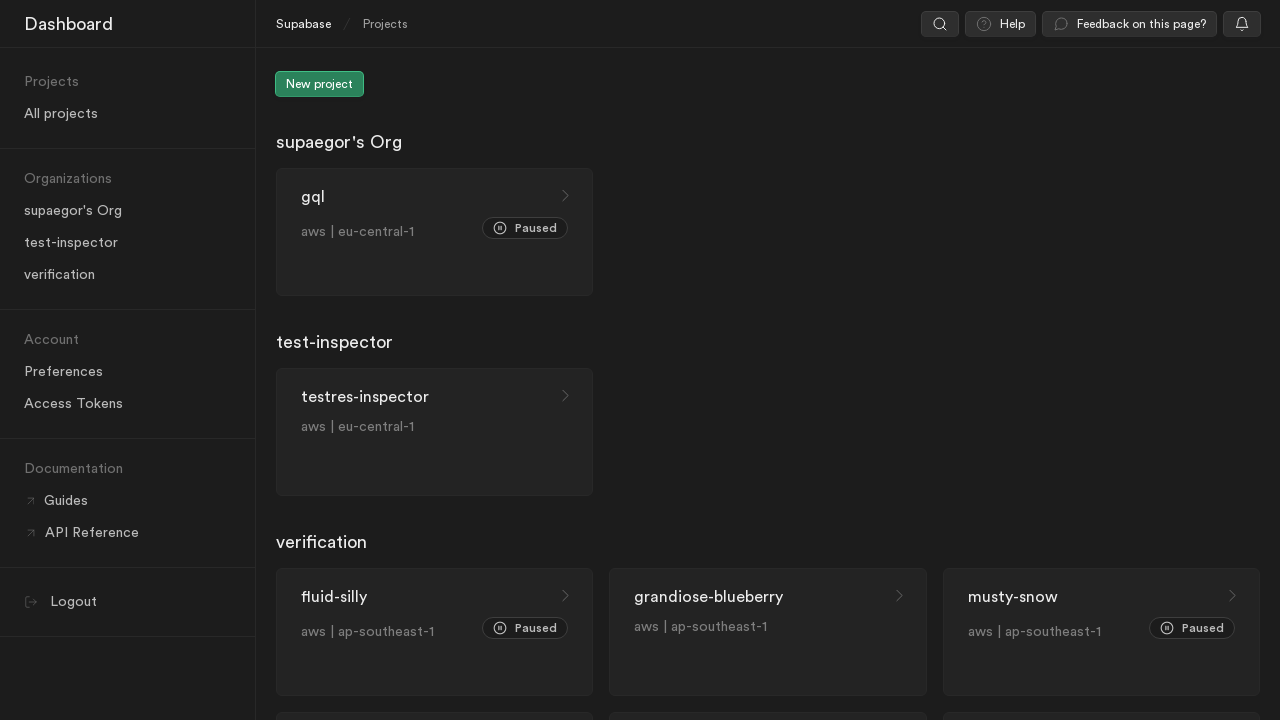 Dashboard
Supabase / Projects
Help
Feedback on this page?
Projects
All projects
Organizations
supaegor's Org
test-inspector
verification
Account
Preferences
Access Tokens
Documentation
Guides
API Reference
Logout
New project
supaegor's Org
gql
aws | eu-central-1
Paused
test-inspector
testres-inspector
aws | eu-central-1
verification
fluid-silly
aws | ap-southeast-1
Paused
grandiose-blueberry
aws | ap-southeast-1
musty-snow
aws | ap-southeast-1
Paused